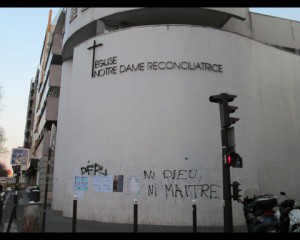 EGLISE
NOTRE DAME RECONCILIATRICE
NI DIEU,
NI MAITRE